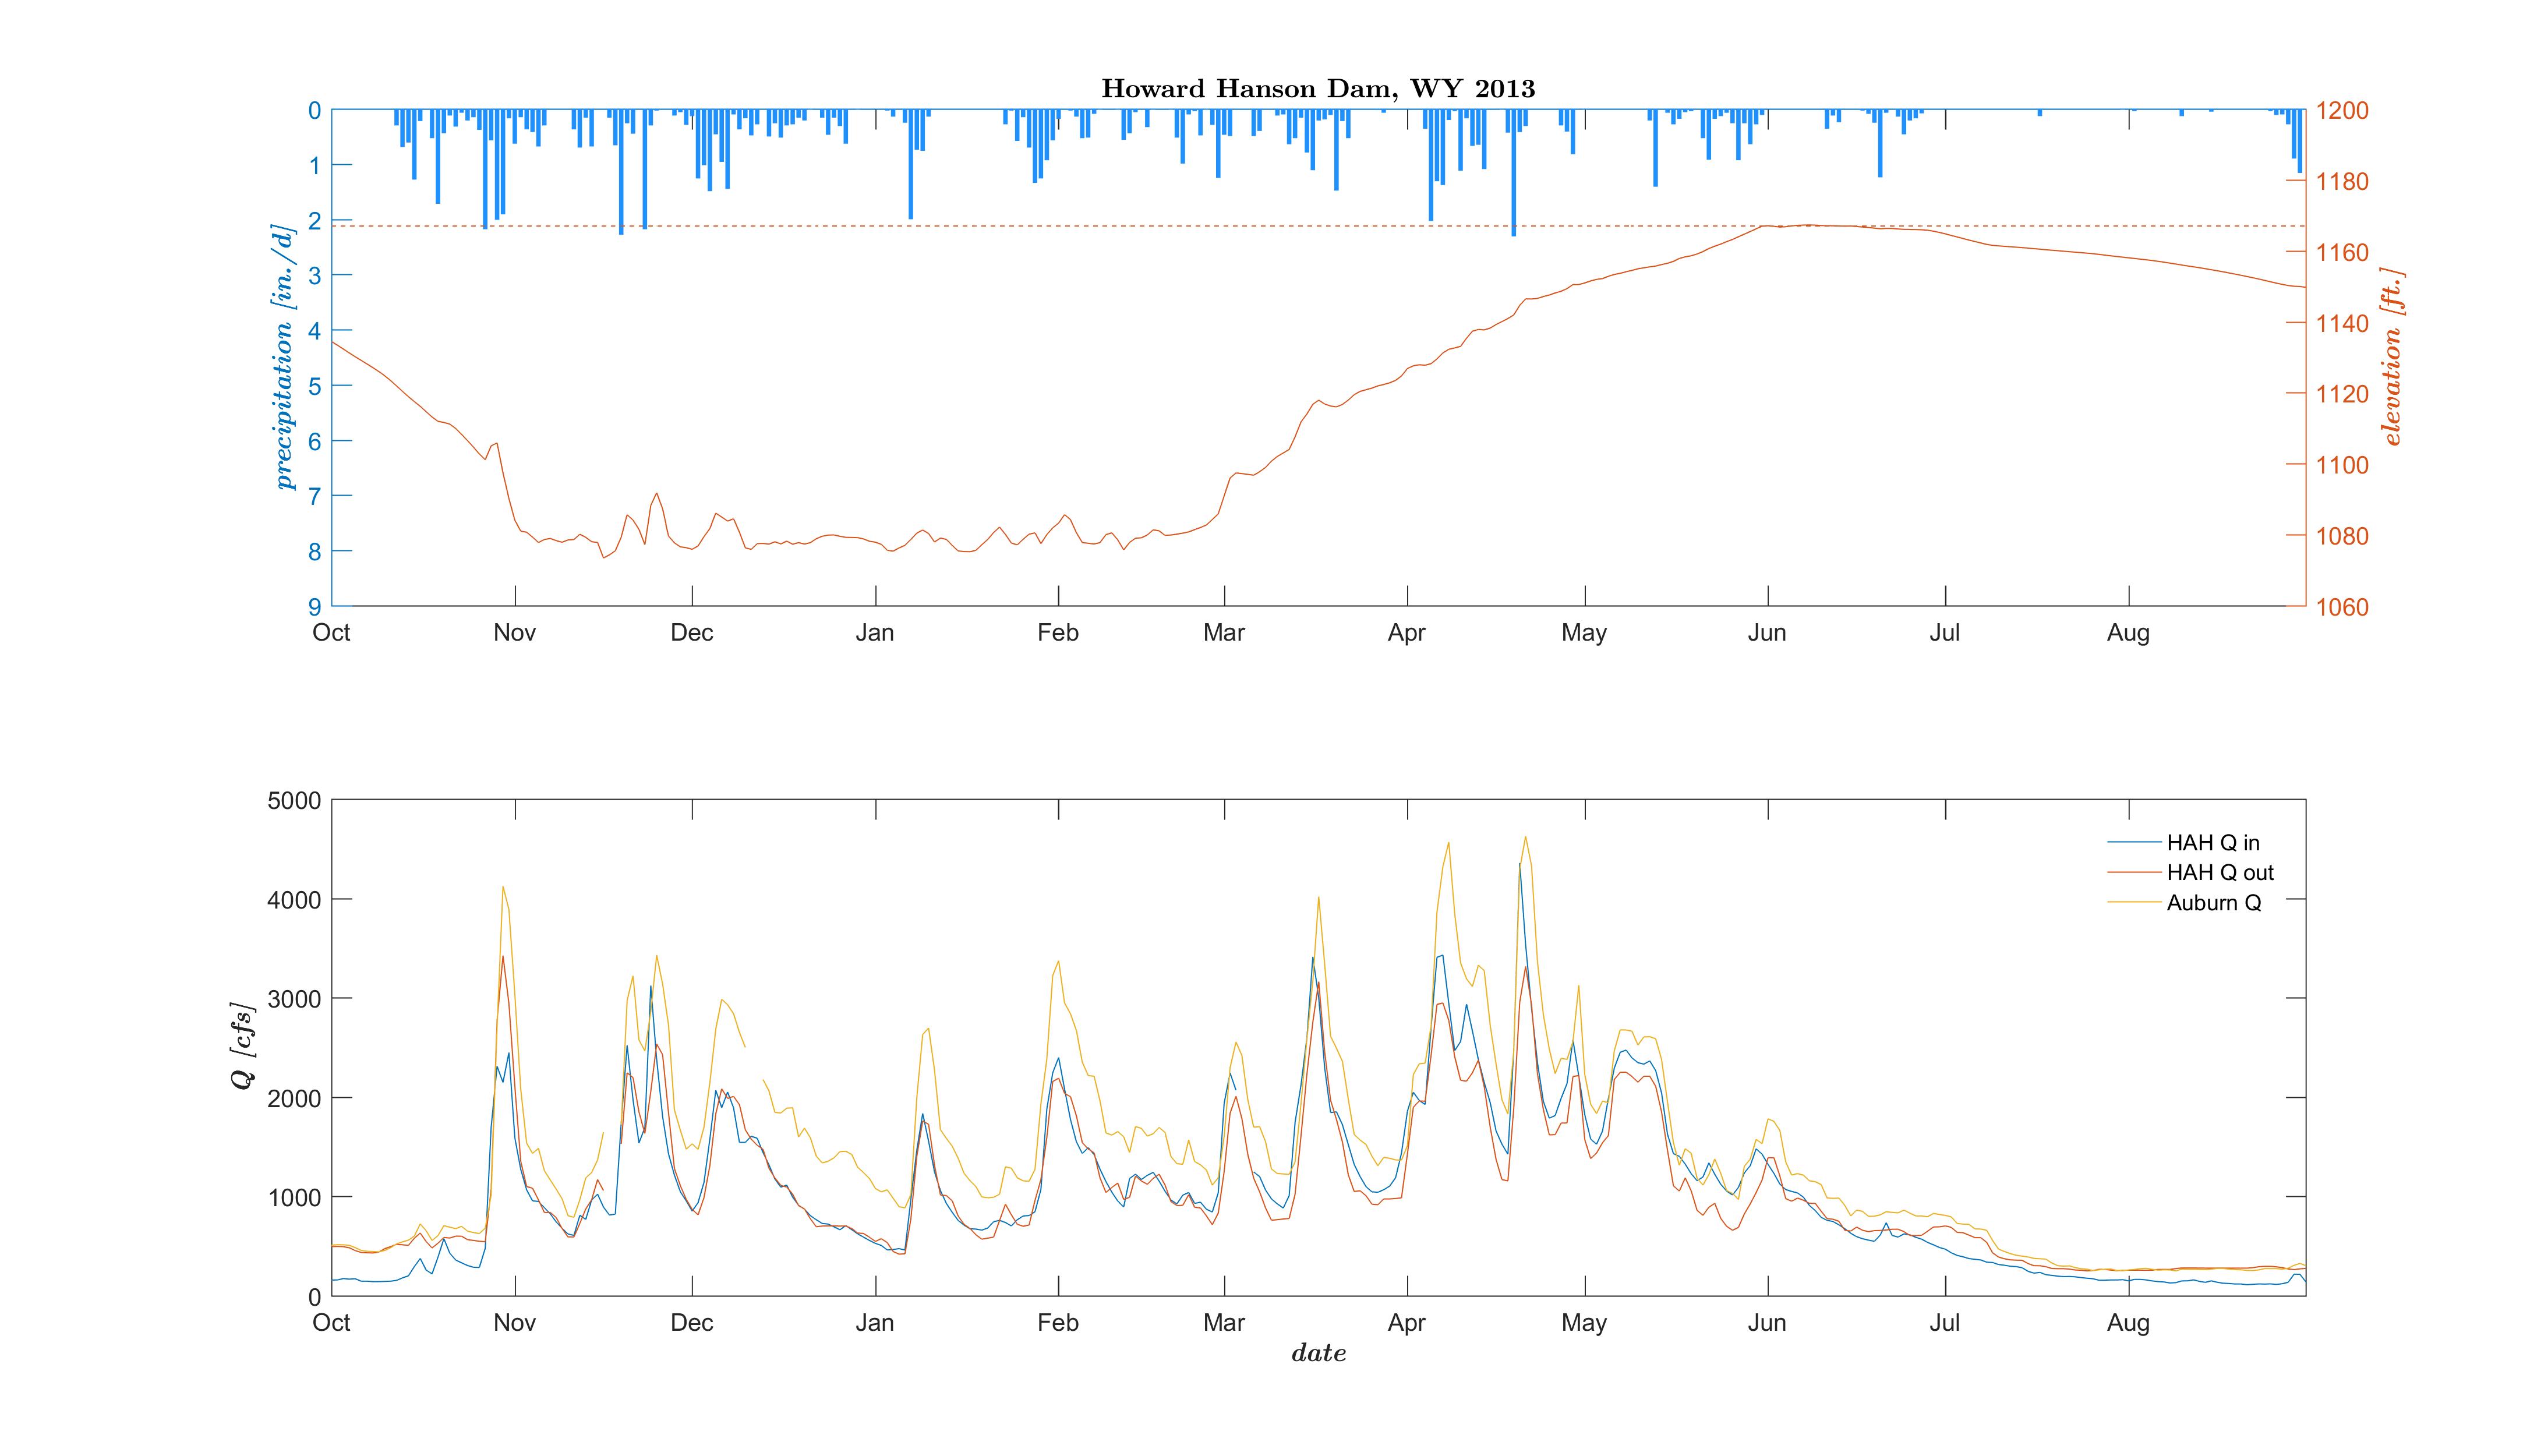 Howard Hanson Dam, WY 2013
0
1
2
3
4
5
6
7
8
9
precipitation [in./d]
1200
1180
1160
1140
1120
1100
1080
1060
elevation [ft.]
Oct Nov Dec Jan Feb Mar Apr May Jun Jul Aug
5000
4000
3000
2000
1000
0
Q [cfs]
HAH Q in
HAH Q out
Auburn Q
Oct Nov Dec Jan Feb Mar Apr May Jun Jul Aug
date